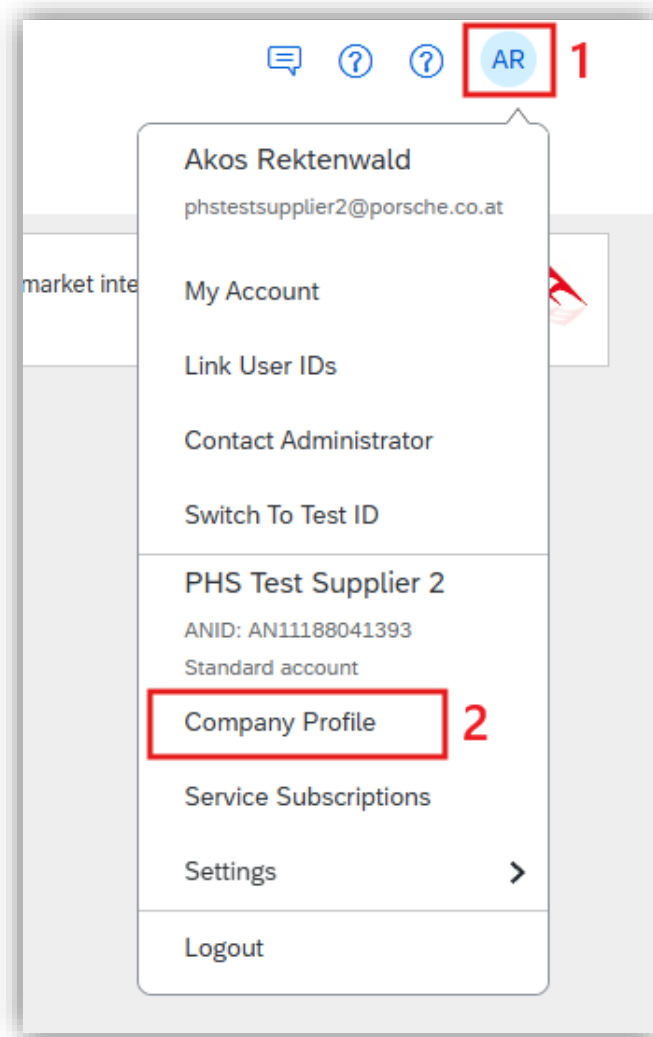 AR 1
Akos Rektenwald
phstestsupplier2@porsche.co.at
market inte
My Account
Link User IDs
Contact Administrator
Switch To Test ID
PHS Test Supplier 2
ANID: AN11188041393
Standard account
Company Profile 2
Service Subscriptions
Settings
Logout